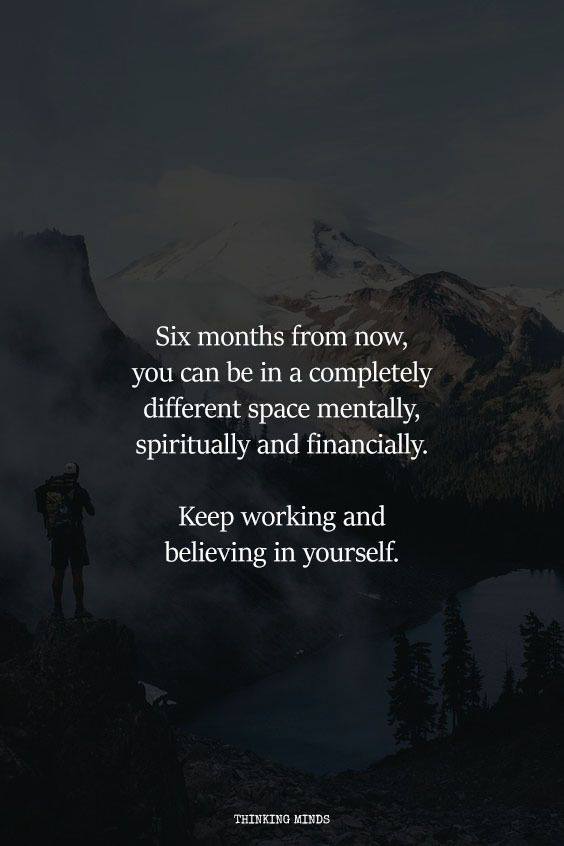 Six months from now,
you can be in a completely
different space mentally,
spiritually and financially.
Keep working and
believing in yourself.
THINKING MINDS